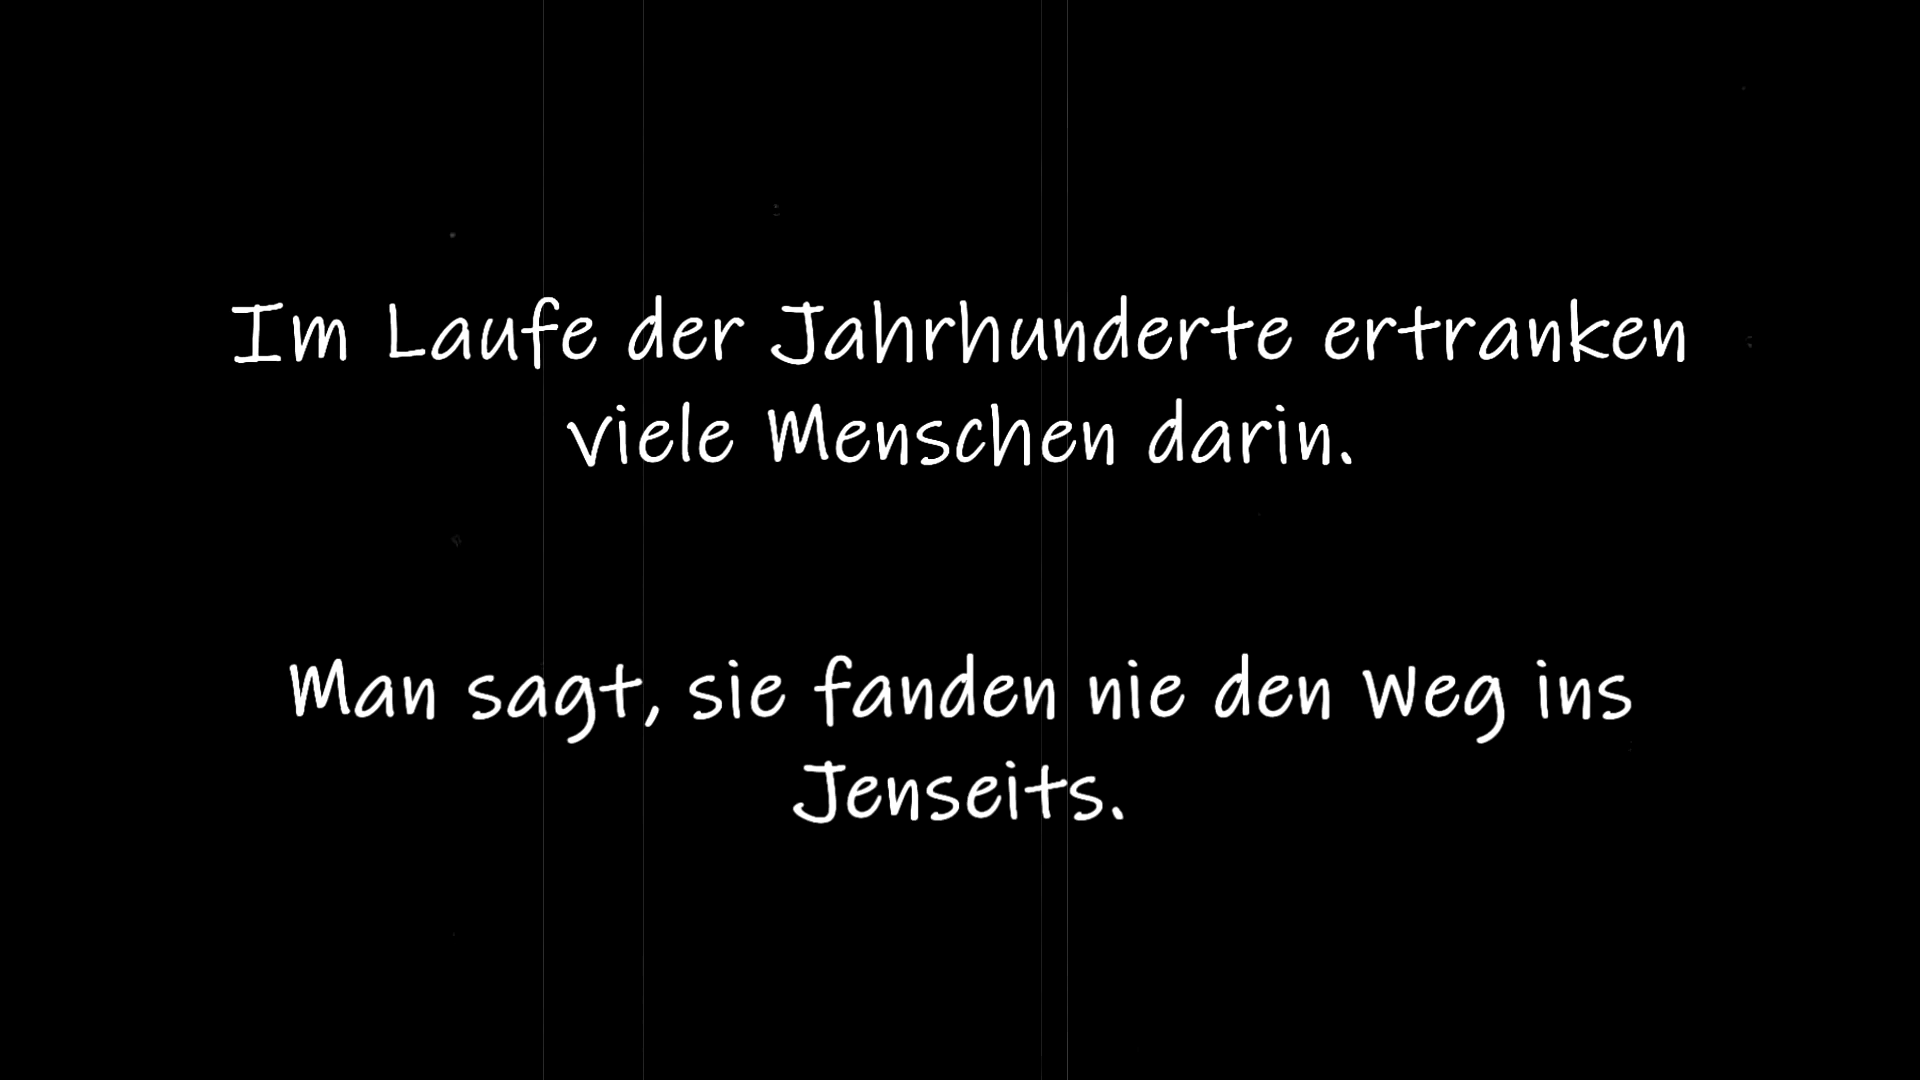 Im Laufe der Jahrhunderte ertranken
viele Menschen darin.
Man sagt, sie fanden nie den Weg ins
Jenseits.